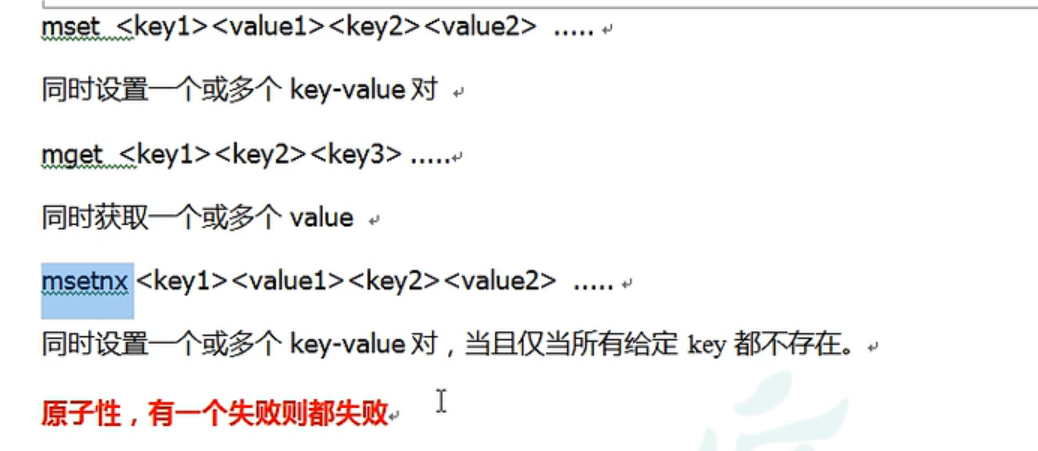 mset <key1><value1><key2><value2> .....
同时设置一个或多个 key-value 对
mget <key1><key2><key3> .....
同时获取一个或多个 value
msetnx <key1><value1><key2><value2> .....
同时设置一个或多个 key-value 对，当且仅当所有给定 key 都不存在。
原子性，有一个失败则都失败